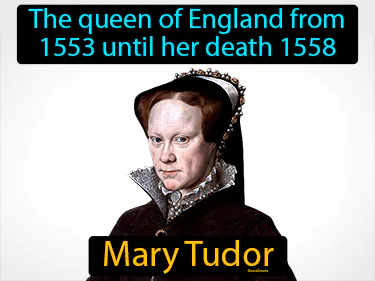 The queen of England from
1553 until her death 1558
Mary Tudor